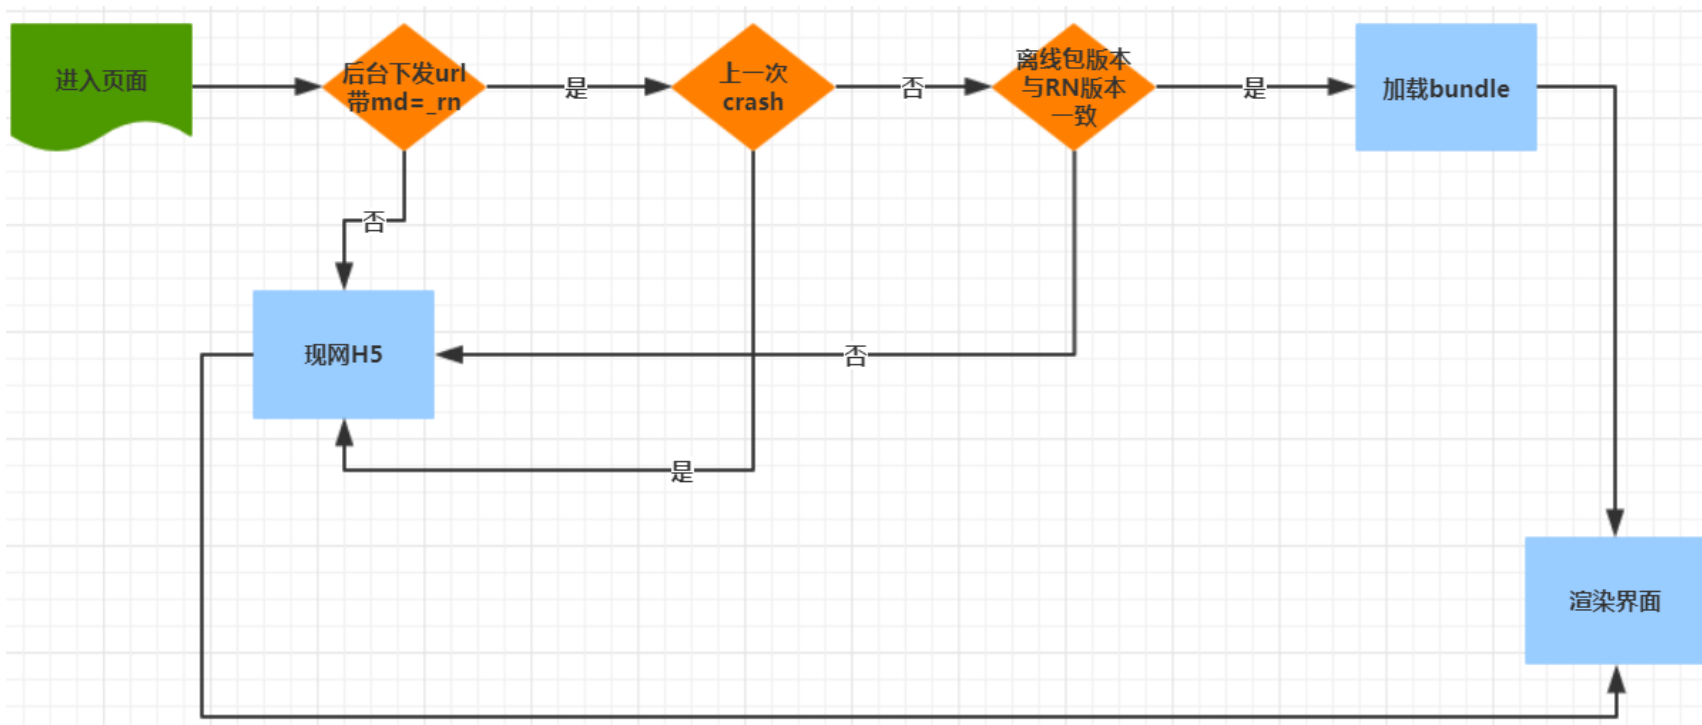 进入页面
后台下发url
带md=_rn
是
上一次
crash
否
离线包版本
与RN版本
一致
是
加载bundle
否
现网H5
否
是
渲染界面